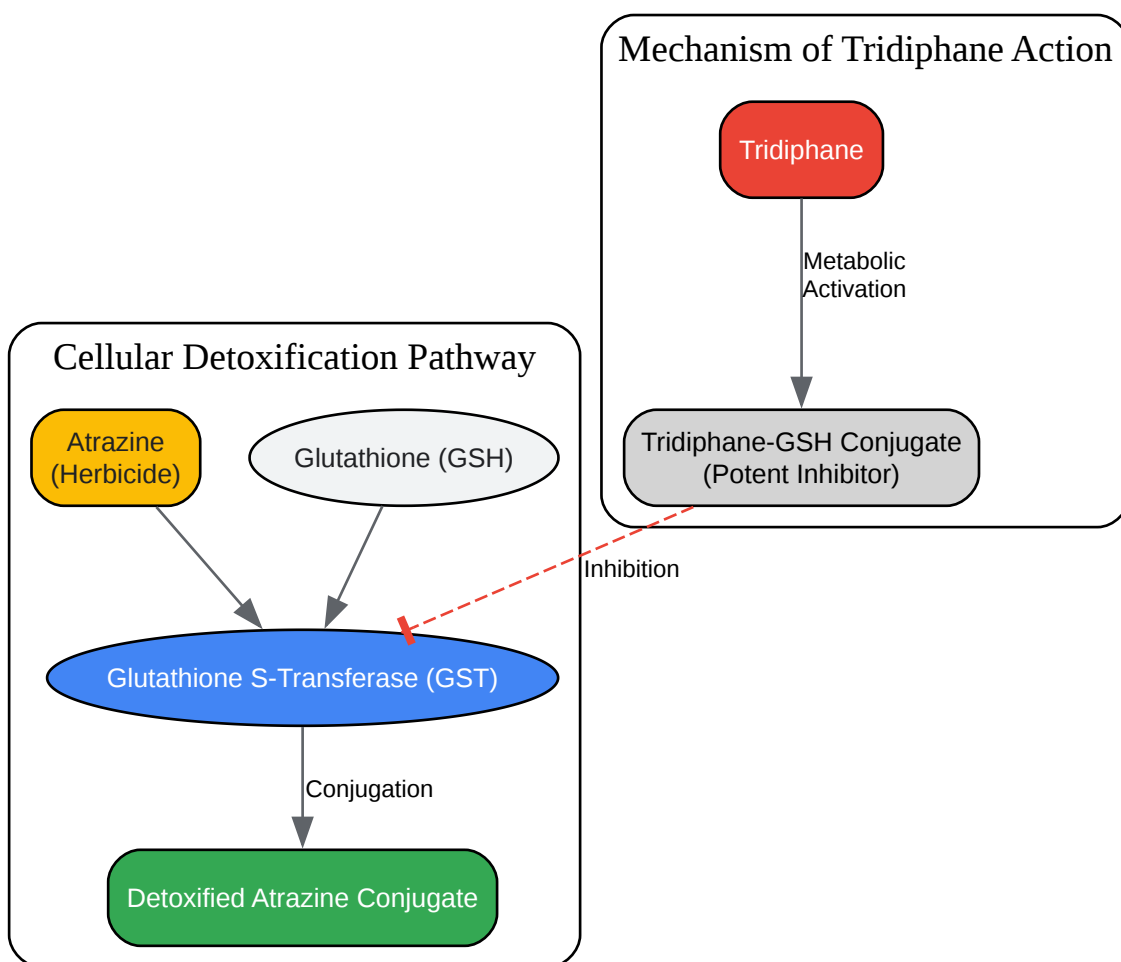 Mechanism of Tridiphane Action
Tridiphane
Metabolic
Activation
Tridiphane-GSH Conjugate
(Potent Inhibitor)
Inhibition
Cellular Detoxification Pathway
Atrazine
(Herbicide)
Glutathione (GSH)
Glutathione S-Transferase (GST)
Conjugation
Detoxified Atrazine Conjugate